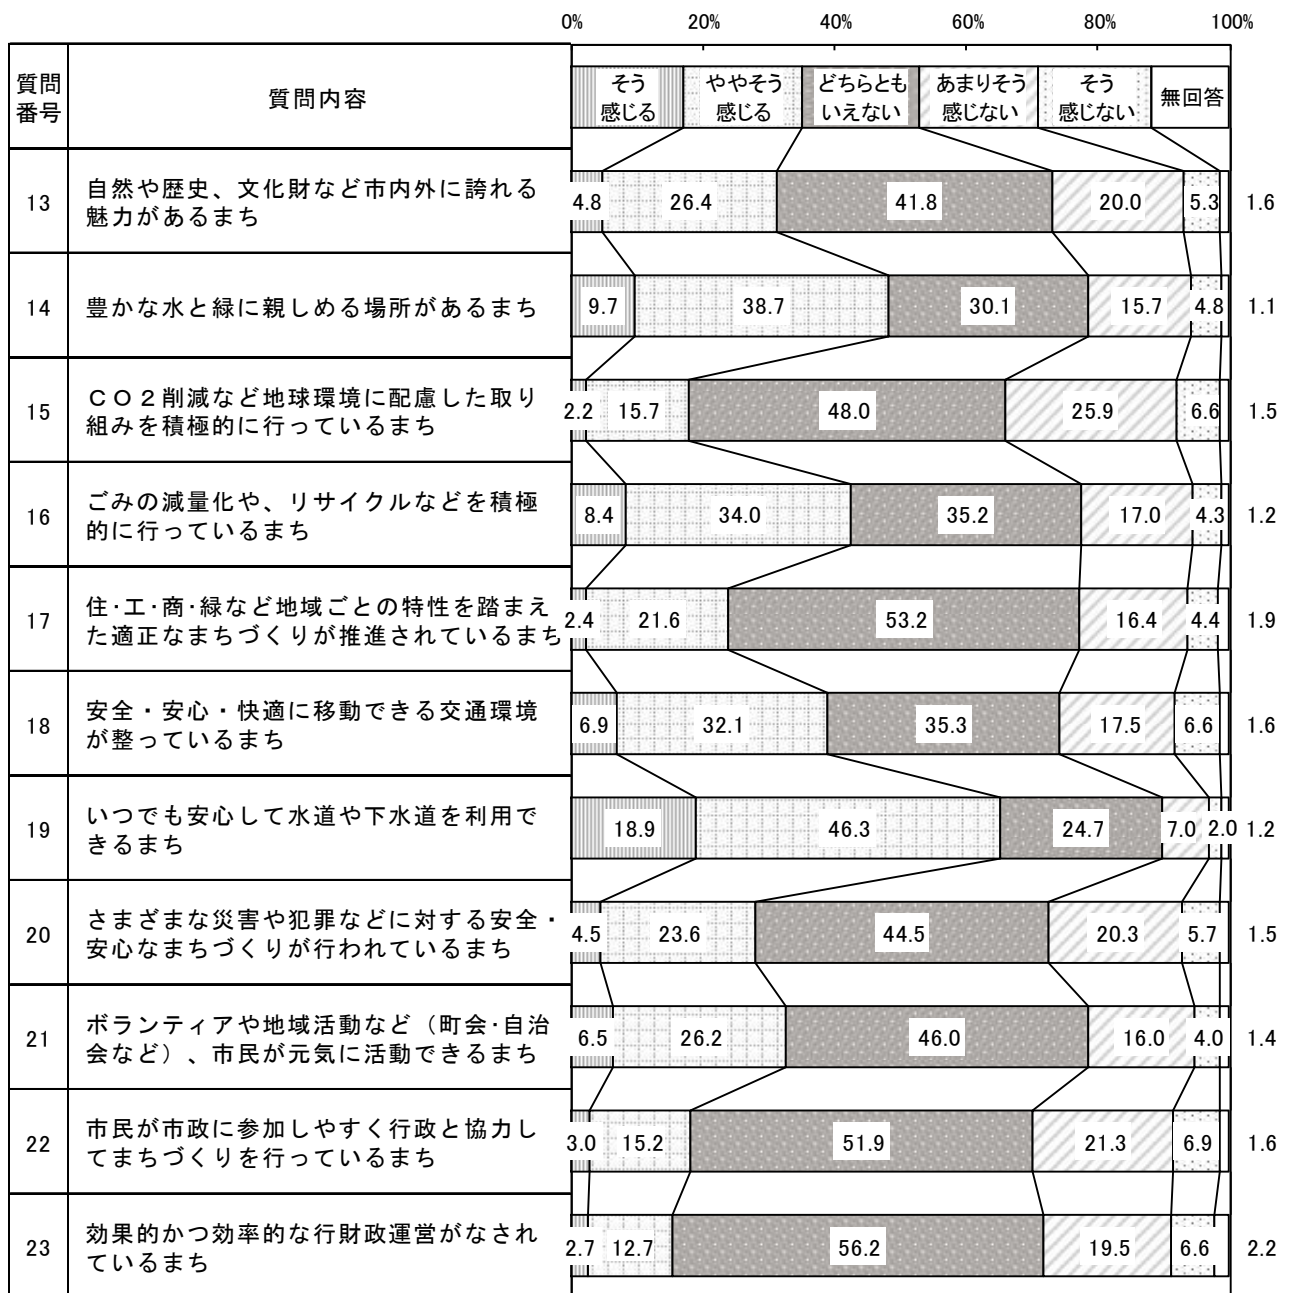 0% 20% 40% 60% 80% 100%
質問
番号
質問内容
そう
感じる
ややそう
感じる
どちらとも
いえない
あまりそう
感じない
そう
感じない
無回答
13
自然や歴史、文化財など市内外に誇れる
魅力があるまち
4.8 26.4 41.8 20.0 5.3 1.6
14
豊かな水と緑に親しめる場所があるまち
9.7 38.7 30.1 15.7 4.8 1.1
15
ＣＯ２削減など地球環境に配慮した取り
組みを積極的に行っているまち
2.2 15.7 48.0 25.9 6.6 1.5
16
ごみの減量化や、リサイクルなどを積極
的に行っているまち
8.4 34.0 35.2 17.0 4.3 1.2
17
住･工･商･緑など地域ごとの特性を踏まえ
た適正なまちづくりが推進されているまち
2.4 21.6 53.2 16.4 4.4 1.9
18
安全・安心・快適に移動できる交通環境
が整っているまち
6.9 32.1 35.3 17.5 6.6 1.6
19
いつでも安心して水道や下水道を利用で
きるまち
18.9 46.3 24.7 7.0 2.0 1.2
20
さまざまな災害や犯罪などに対する安全・
安心なまちづくりが行われているまち
4.5 23.6 44.5 20.3 5.7 1.5
21
ボランティアや地域活動など（町会･自治
会など）、市民が元気に活動できるまち
6.5 26.2 46.0 16.0 4.0 1.4
22
市民が市政に参加しやすく行政と協力し
てまちづくりを行っているまち
3.0 15.2 51.9 21.3 6.9 1.6
23
効果的かつ効率的な行財政運営がなされ
ているまち
2.7 12.7 56.2 19.5 6.6 2.2